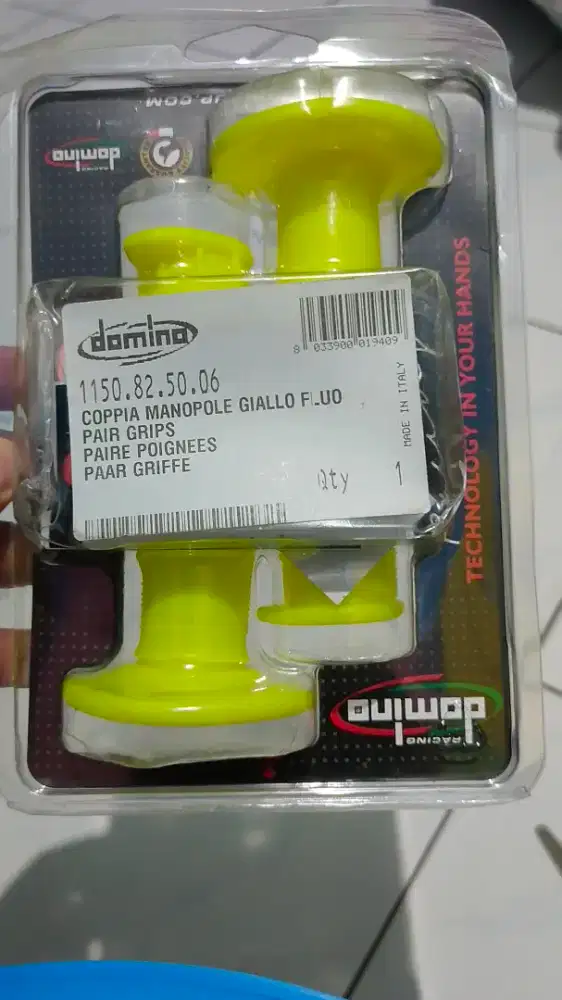 domino
8 033900 019409
1150.82.50.06
COPPIA MANOPOLE GIALLO FLUO
PAIR GRIPS
PAIRE POIGNEES
PAAR GRIFFE
Qty 1
MADE IN ITALY
TECHNOLOGY IN YOUR HANDS
domino
RACING
domino